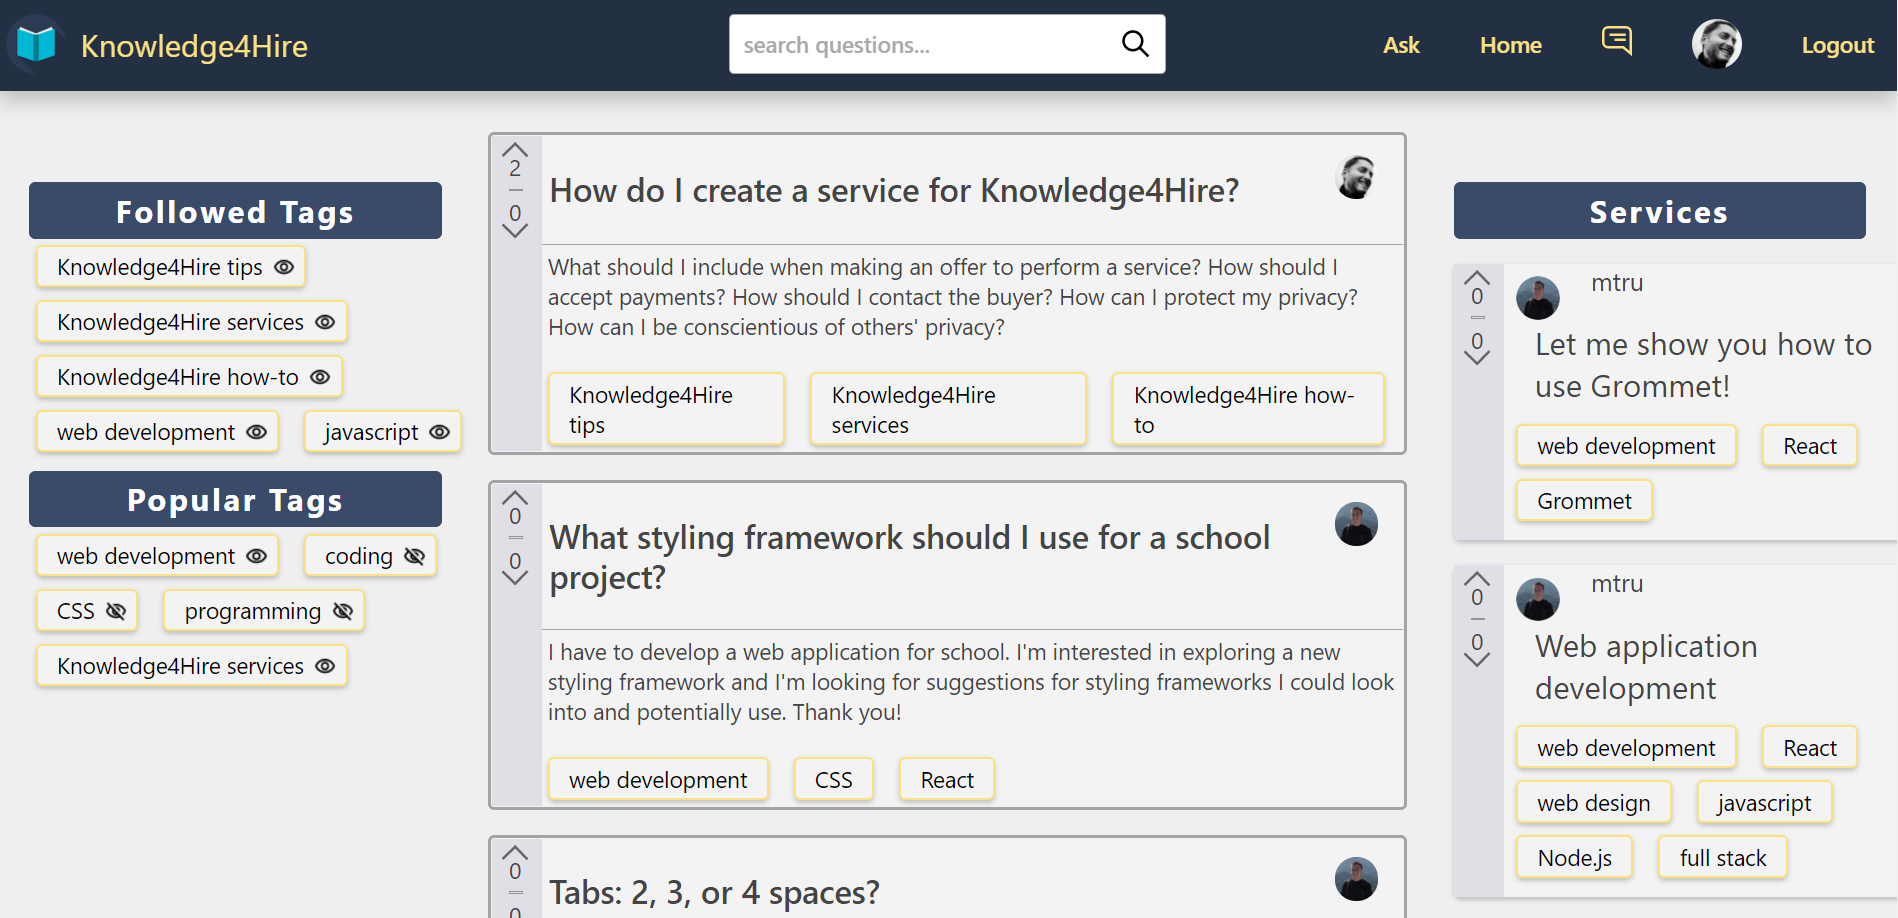 Knowledge4Hire
search questions...
Ask
Home
Logout
Followed Tags
Knowledge4Hire tips
Knowledge4Hire services
Knowledge4Hire how-to
web development
javascript
Popular Tags
web development
coding
CSS
programming
Knowledge4Hire services
2
0
How do I create a service for Knowledge4Hire?
What should I include when making an offer to perform a service? How should I
accept payments? How should I contact the buyer? How can I protect my privacy?
How can I be conscientious of others' privacy?
Knowledge4Hire
tips
Knowledge4Hire
services
Knowledge4Hire how-
to
0
0
What styling framework should I use for a school
project?
I have to develop a web application for school. I'm interested in exploring a new
styling framework and I'm looking for suggestions for styling frameworks I could look
into and potentially use. Thank you!
web development
CSS
React
0
0
Tabs: 2, 3, or 4 spaces?
Services
0
0
mtru
Let me show you how to
use Grommet!
web development
React
Grommet
0
0
mtru
Web application
development
web development
React
web design
javascript
Node.js
full stack